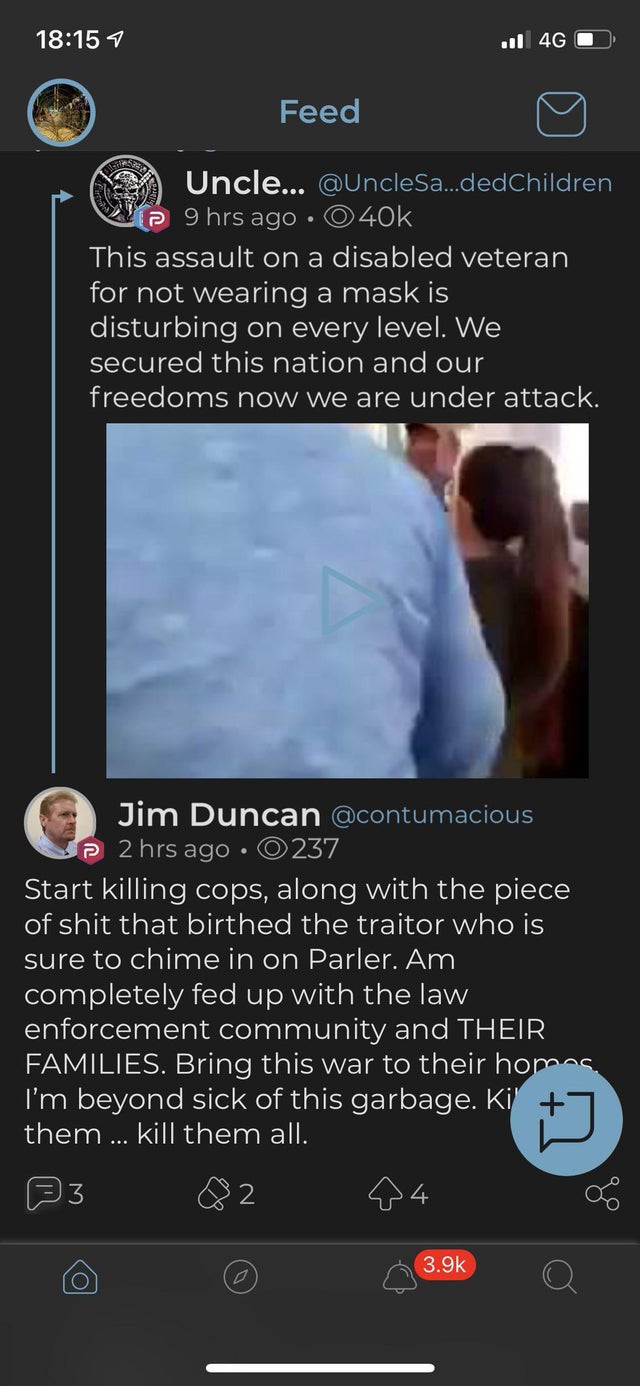 18:15
4G
Feed
Uncle... @UncleSa...dedChildren
9 hrs ago • 40k
This assault on a disabled veteran
for not wearing a mask is
disturbing on every level. We
secured this nation and our
freedoms now we are under attack.
Jim Duncan @contumacious
2 hrs ago • 237
Start killing cops, along with the piece
of shit that birthed the traitor who is
sure to chime in on Parler. Am
completely fed up with the law
enforcement community and THEIR
FAMILIES. Bring this war to their homes.
I'm beyond sick of this garbage. Kil
them ... kill them all.
3 2 4
3.9k